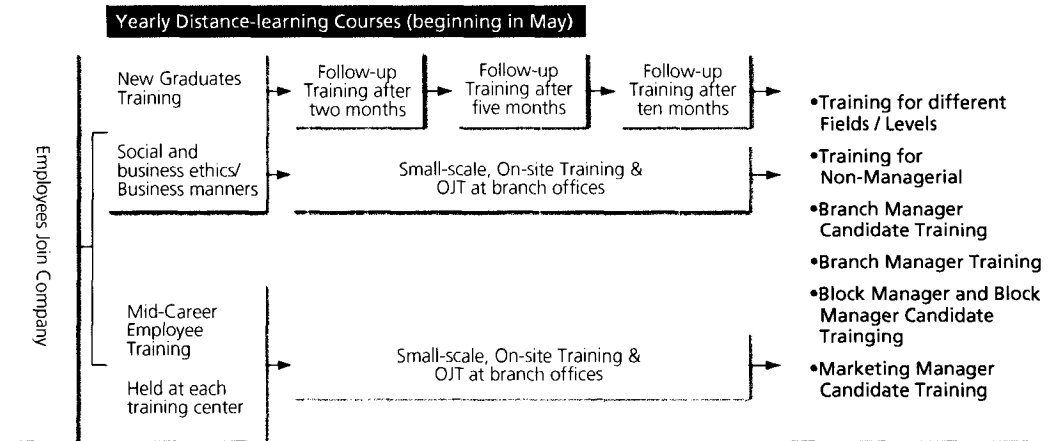 Yearly Distance-learning Courses (beginning in May)
Employees Join Company
New Graduates
Training
Follow-up
Training after
two months
Follow-up
Training after
five months
Follow-up
Training after
ten months
Social and
business ethics/
Business manners
Small-scale, On-site Training &
OJT at branch offices
Mid-Career
Employee
Training
Held at each
training center
Small-scale, On-site Training &
OJT at branch offices
•Training for different
Fields / Levels
•Training for
Non-Managerial
•Branch Manager
Candidate Training
•Branch Manager Training
•Block Manager and Block
Manager Candidate
Trainging
•Marketing Manager
Candidate Training